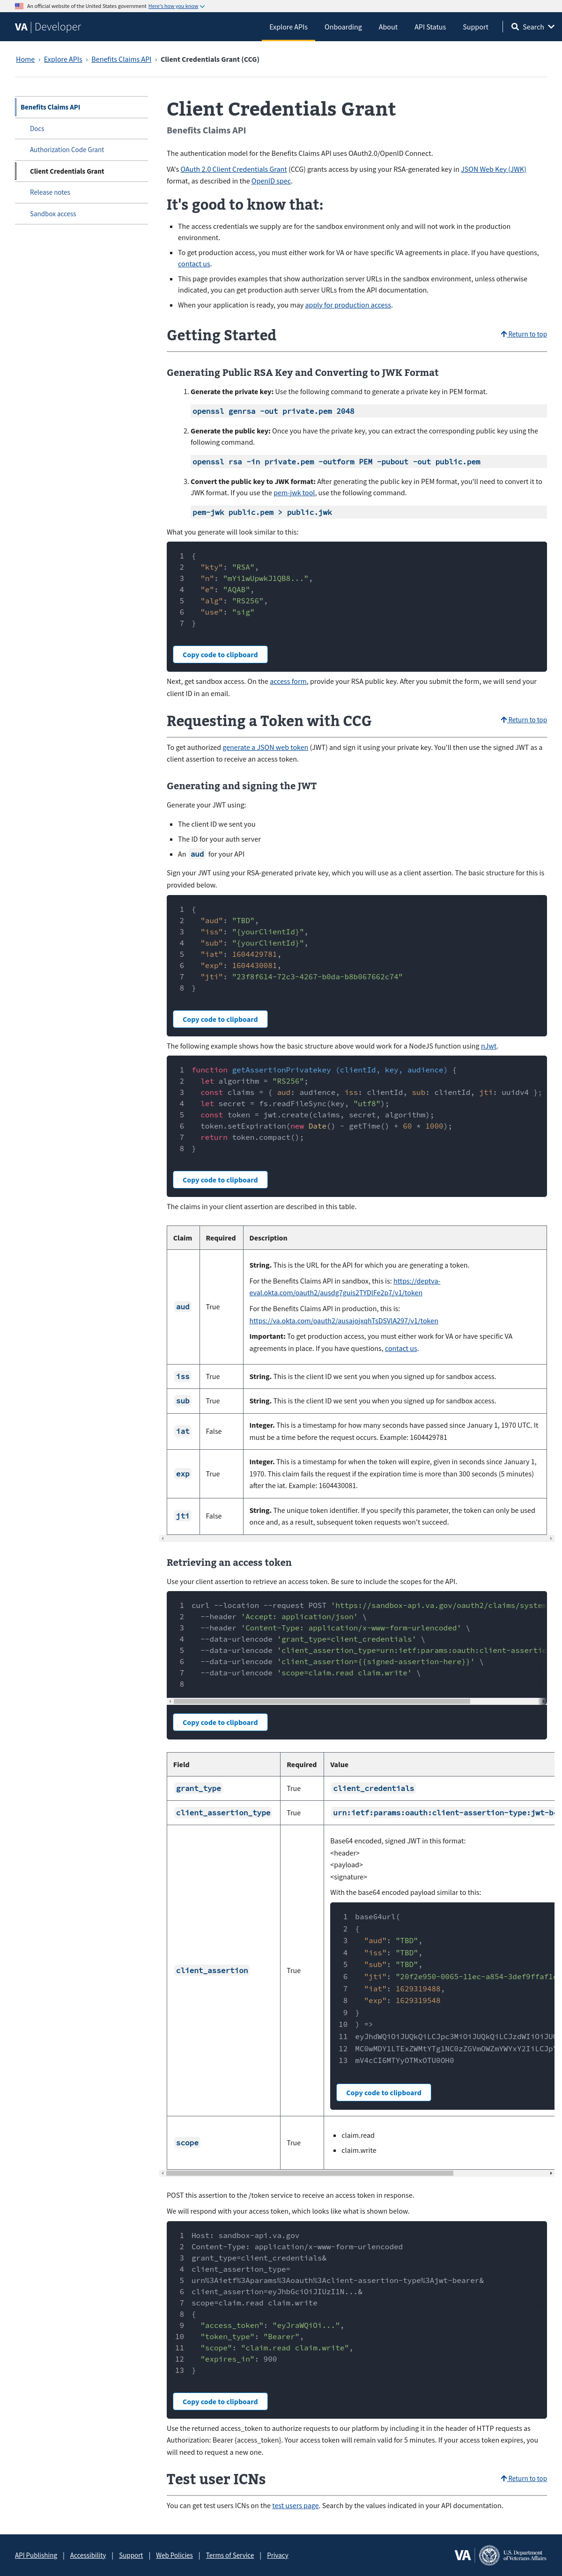 An official website of the United States government Here's how you know
VA | Developer
Explore APIs
Onboarding
About
API Status
Support
Search
Home › Explore APIs › Benefits Claims API › Client Credentials Grant (CCG)
Benefits Claims API
Docs
Authorization Code Grant
Client Credentials Grant
Release notes
Sandbox access
Client Credentials Grant
Benefits Claims API
The authentication model for the Benefits Claims API uses OAuth2.0/OpenID Connect.
VA's OAuth 2.0 Client Credentials Grant (CCG) grants access by using your RSA-generated key in JSON Web Key (JWK)
format, as described in the OpenID spec.
It's good to know that:
The access credentials we supply are for the sandbox environment only and will not work in the production
environment.
To get production access, you must either work for VA or have specific VA agreements in place. If you have questions,
contact us.
This page provides examples that show authorization server URLs in the sandbox environment, unless otherwise
indicated, you can get production auth server URLs from the API documentation.
When your application is ready, you may apply for production access.
Getting Started
Return to top
Generating Public RSA Key and Converting to JWK Format
1. Generate the private key: Use the following command to generate a private key in PEM format.
openssl genrsa -out private.pem 2048
2. Generate the public key: Once you have the private key, you can extract the corresponding public key using the
following command.
openssl rsa -in private.pem -outform PEM -pubout -out public.pem
3. Convert the public key to JWK format: After generating the public key in PEM format, you'll need to convert it to
JWK format. If you use the pem-jwk tool, use the following command.
pem-jwk public.pem > public.jwk
What you generate will look similar to this:
1 {
2 "kty": "RSA",
3 "n": "mYi1wUpwkJ1QB8...",
4 "e": "AQAB",
5 "alg": "RS256",
6 "use": "sig"
7 }
Copy code to clipboard
Next, get sandbox access. On the access form, provide your RSA public key. After you submit the form, we will send your
client ID in an email.
Requesting a Token with CCG
Return to top
To get authorized generate a JSON web token (JWT) and sign it using your private key. You'll then use the signed JWT as a
client assertion to receive an access token.
Generating and signing the JWT
Generate your JWT using:
The client ID we sent you
The ID for your auth server
An aud for your API
Sign your JWT using your RSA-generated private key, which you will use as a client assertion. The basic structure for this is
provided below.
1 {
2 "aud": "TBD",
3 "iss": "{yourClientId}",
4 "sub": "{yourClientId}",
5 "iat": 1604429781,
6 "exp": 1604430081,
7 "jti": "23f8f614-72c3-4267-b0da-b8b067662c74"
8 }
Copy code to clipboard
The following example shows how the basic structure above would work for a NodeJS function using nJwt.
1 function getAssertionPrivatekey (clientId, key, audience) {
2 let algorithm = "RS256";
3 const claims = { aud: audience, iss: clientId, sub: clientId, jti: uuidv4 };
4 let secret = fs.readFileSync(key, "utf8");
5 const token = jwt.create(claims, secret, algorithm);
6 token.setExpiration(new Date() - getTime() + 60 * 1000);
7 return token.compact();
8 }
Copy code to clipboard
The claims in your client assertion are described in this table.
Claim Required Description
aud True String. This is the URL for the API for which you are generating a token.
For the Benefits Claims API in sandbox, this is: https://deptva-
eval.okta.com/oauth2/ausdg7guis2TYDlFe2p7/v1/token
For the Benefits Claims API in production, this is:
https://va.okta.com/oauth2/ausajojxqhTsDSVlA297/v1/token
Important: To get production access, you must either work for VA or have specific VA
agreements in place. If you have questions, contact us.
iss True String. This is the client ID we sent you when you signed up for sandbox access.
sub True String. This is the client ID we sent you when you signed up for sandbox access.
iat False Integer. This is a timestamp for how many seconds have passed since January 1, 1970 UTC. It
must be a time before the request occurs. Example: 1604429781
exp True Integer. This is a timestamp for when the token will expire, given in seconds since January 1,
1970. This claim fails the request if the expiration time is more than 300 seconds (5 minutes)
after the iat. Example: 1604430081.
jti False String. The unique token identifier. If you specify this parameter, the token can only be used
once and, as a result, subsequent token requests won't succeed.
Retrieving an access token
Use your client assertion to retrieve an access token. Be sure to include the scopes for the API.
1 curl --location --request POST 'https://sandbox-api.va.gov/oauth2/claims/system
2 --header 'Accept: application/json' \
3 --header 'Content-Type: application/x-www-form-urlencoded' \
4 --data-urlencode 'grant_type=client_credentials' \
5 --data-urlencode 'client_assertion_type=urn:ietf:params:oauth:client-assertio
6 --data-urlencode 'client_assertion={{signed-assertion-here}}' \
7 --data-urlencode 'scope=claim.read claim.write' \
8
Copy code to clipboard
Field Required Value
grant_type True client_credentials
client_assertion_type True urn:ietf:params:oauth:client-assertion-type:jwt-be
client_assertion True Base64 encoded, signed JWT in this format:
<header>
<payload>
<signature>
With the base64 encoded payload similar to this:
1 base64url(
2 {
3 "aud": "TBD",
4 "iss": "TBD",
5 "sub": "TBD",
6 "jti": "20f2e950-0065-11ec-a854-3def9ffaf1
7 "iat": 1629319488,
8 "exp": 1629319548
9 }
10 ) =>
11
12
13
Copy code to clipboard
scope True
claim.read
claim.write
POST this assertion to the /token service to receive an access token in response.
We will respond with your access token, which looks like what is shown below.
1 Host: sandbox-api.va.gov
2 Content-Type: application/x-www-form-urlencoded
3 grant_type=client_credentials&
4 client_assertion_type=
5 urn%3Aietf%3Aparams%3Aoauth%3Aclient-assertion-type%3Ajwt-bearer&
6 client_assertion=eyJhbGciOiJIUzI1N...&
7 scope=claim.read claim.write
8 {
9 "access_token": "eyJraWQiOi...",
10 "token_type": "Bearer",
11 "scope": "claim.read claim.write",
12 "expires_in": 900
13 }
Copy code to clipboard
Use the returned access_token to authorize requests to our platform by including it in the header of HTTP requests as
Authorization: Bearer {access_token}. Your access token will remain valid for 5 minutes. If your access token expires, you
will need to request a new one.
Test user ICNs
Return to top
You can get test users ICNs on the test users page. Search by the values indicated in your API documentation.
API Publishing | Accessibility | Support | Web Policies | Terms of Service | Privacy
VA
U.S. Department
of Veterans Affairs